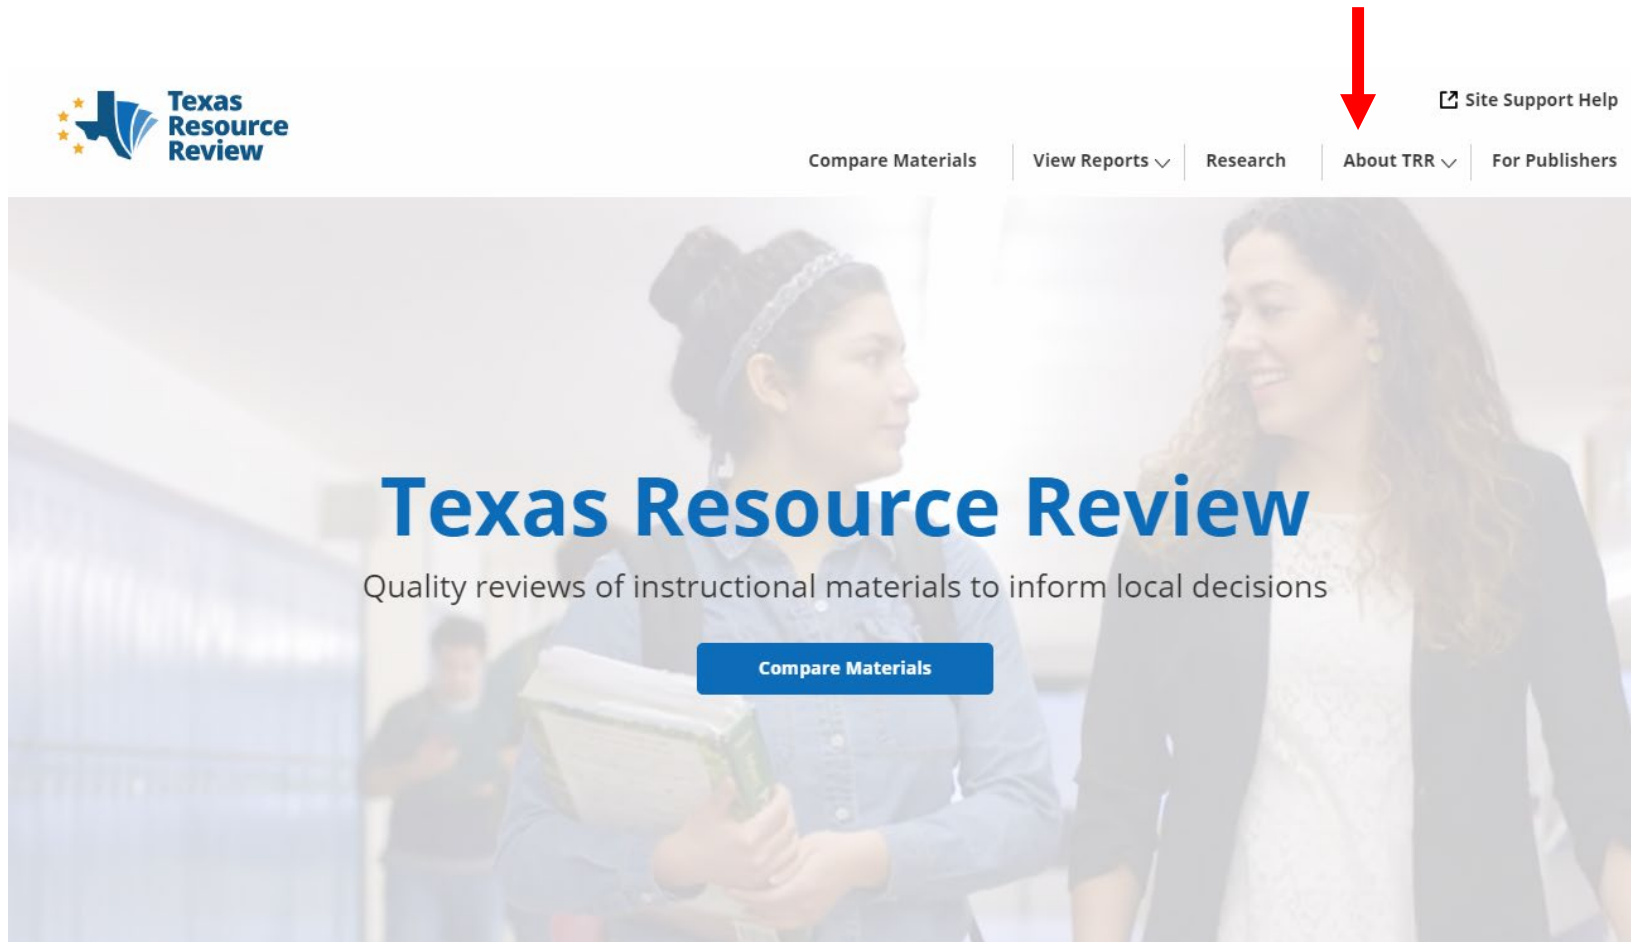 Texas
Resource
Review
Site Support Help
Compare Materials
View Reports
Research
About TRR
For Publishers
Texas Resource Review
Quality reviews of instructional materials to inform local decisions
Compare Materials